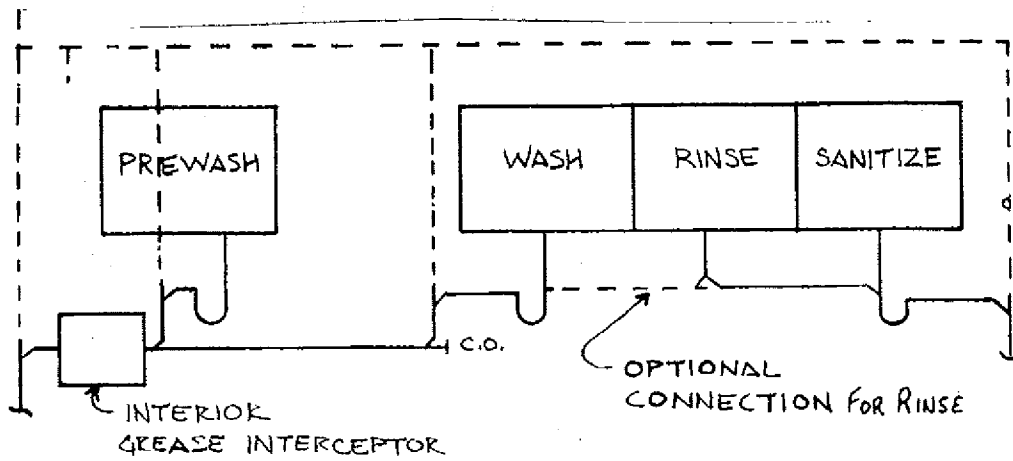 PREWASH
WASH
RINSE
SANITIZE
C.O.
OPTIONAL
CONNECTION FOR RINSE
INTERIOR
GREASE INTERCEPTOR